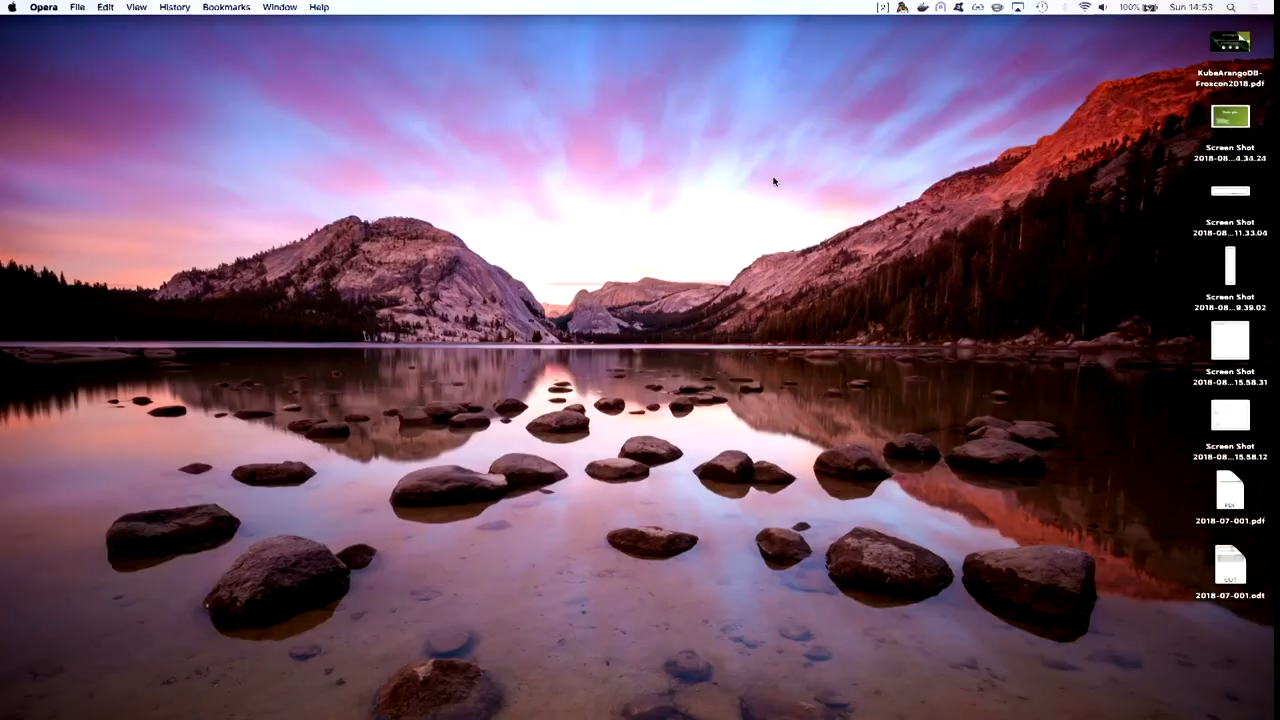 Opera File Edit View History Bookmarks Window Help [2] 100% Sun 14:53
KubeArangoDB-
Froscon2018.pdf
Screen Shot
2018-08...4.34.24
Screen Shot
2018-08...11.33.04
Screen Shot
2018-08...9.39.02
Screen Shot
2018-08...15.58.31
Screen Shot
2018-08...15.58.12
PDF
2018-07-001.pdf
ODT
2018-07-001.odt